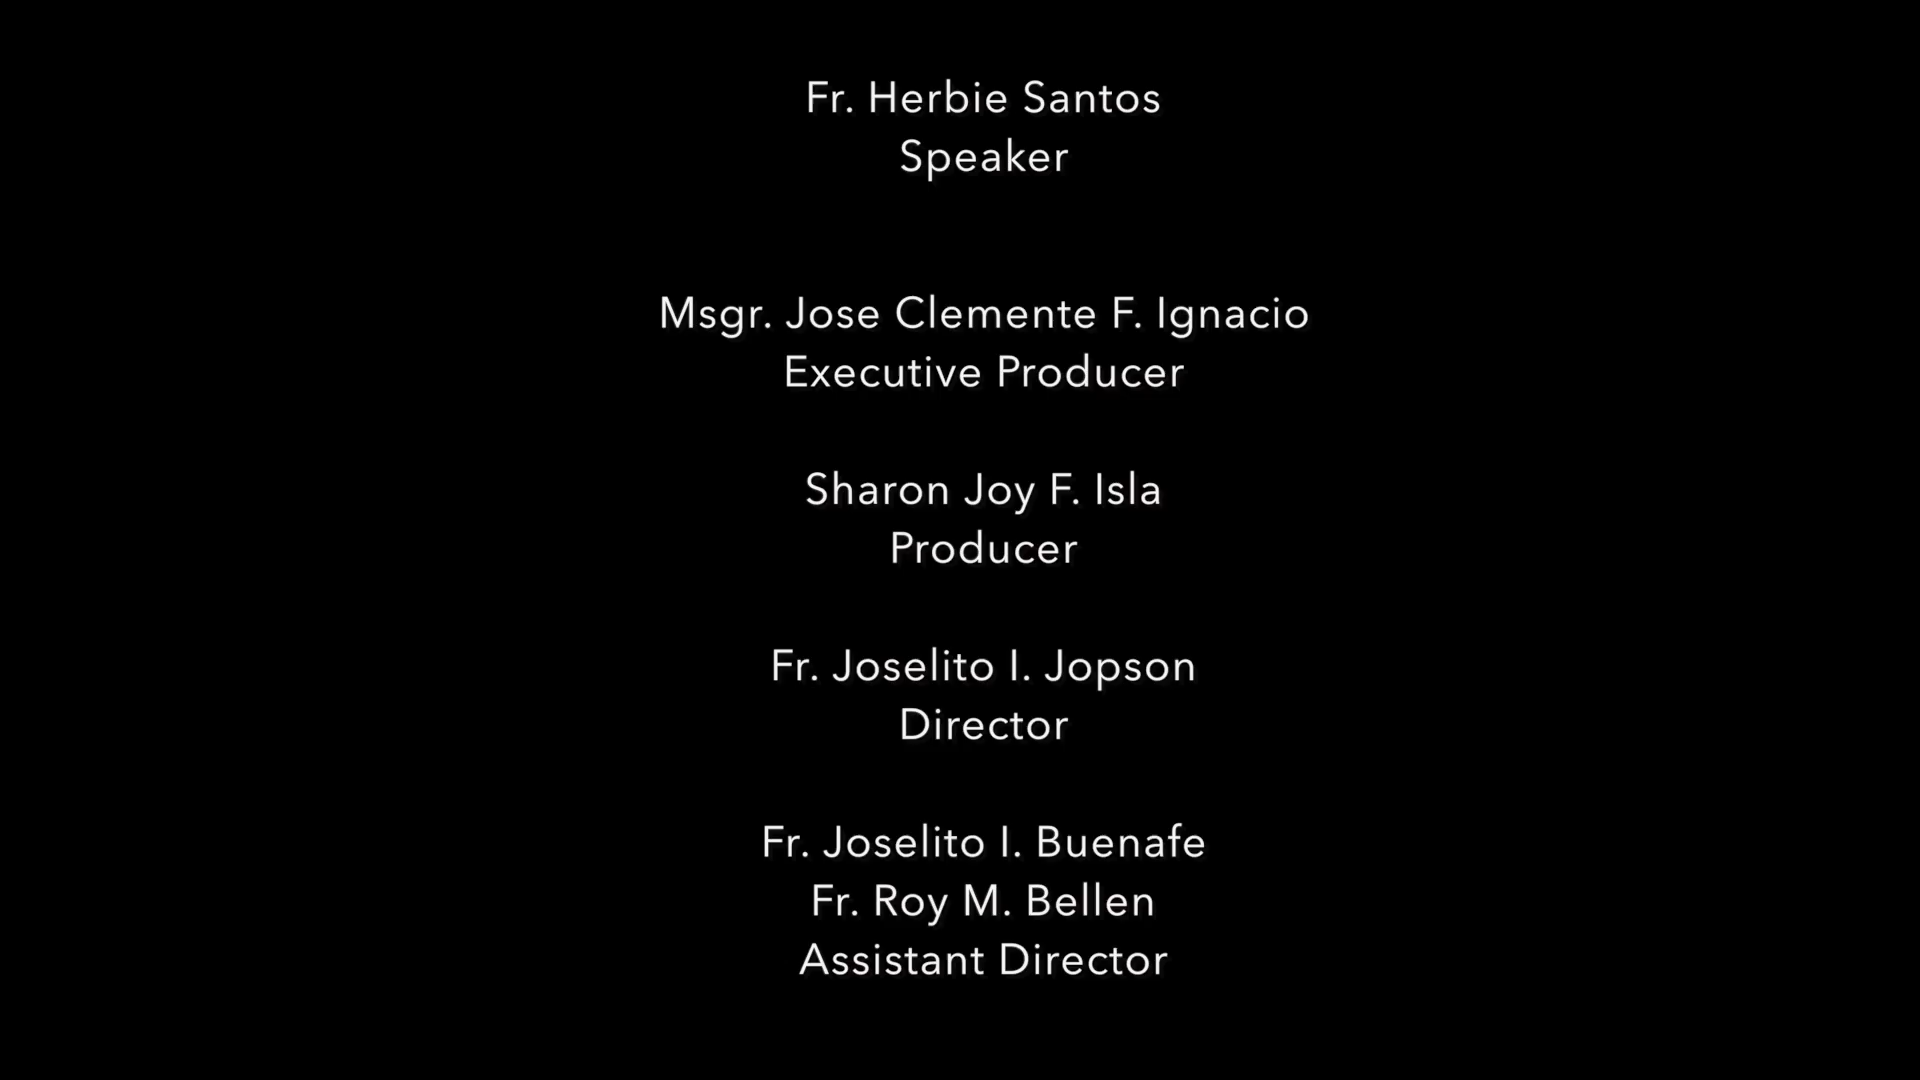 Fr. Herbie Santos
Speaker
Msgr. Jose Clemente F. Ignacio
Executive Producer
Sharon Joy F. Isla
Producer
Fr. Joselito I. Jopson
Director
Fr. Joselito I. Buenafe
Fr. Roy M. Bellen
Assistant Director